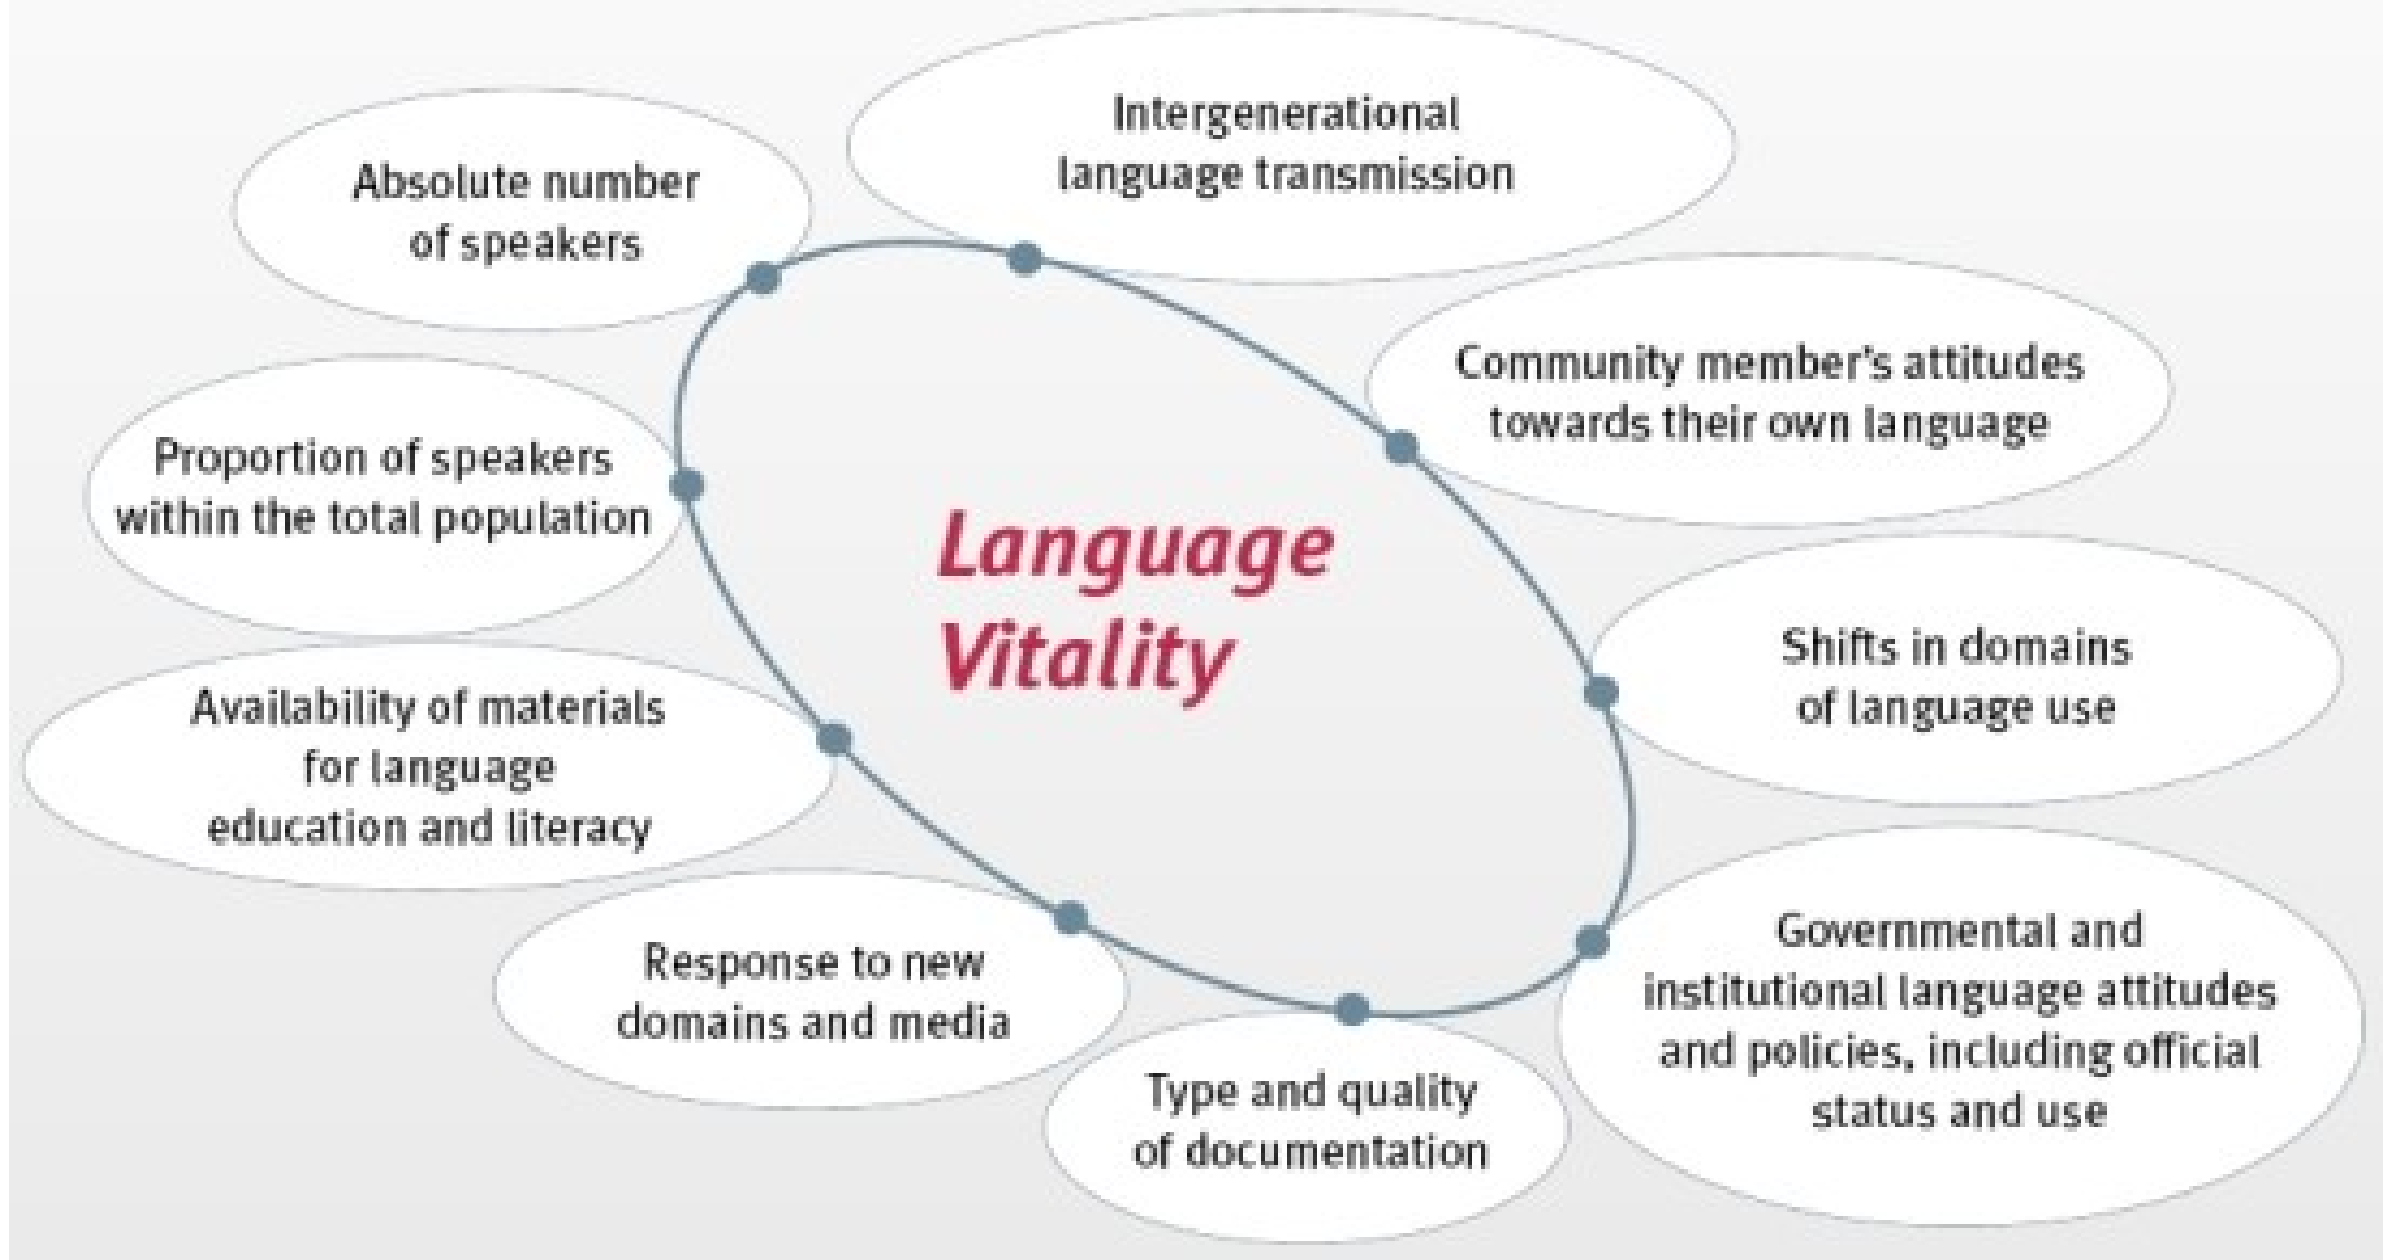 Intergenerational
language transmission
Absolute number
of speakers
Community member's attitudes
towards their own language
Proportion of speakers
within the total population
Language
Vitality
Shifts in domains
of language use
Availability of materials
for language
education and literacy
Governmental and
institutional language attitudes
and policies, including official
status and use
Response to new
domains and media
Type and quality
of documentation